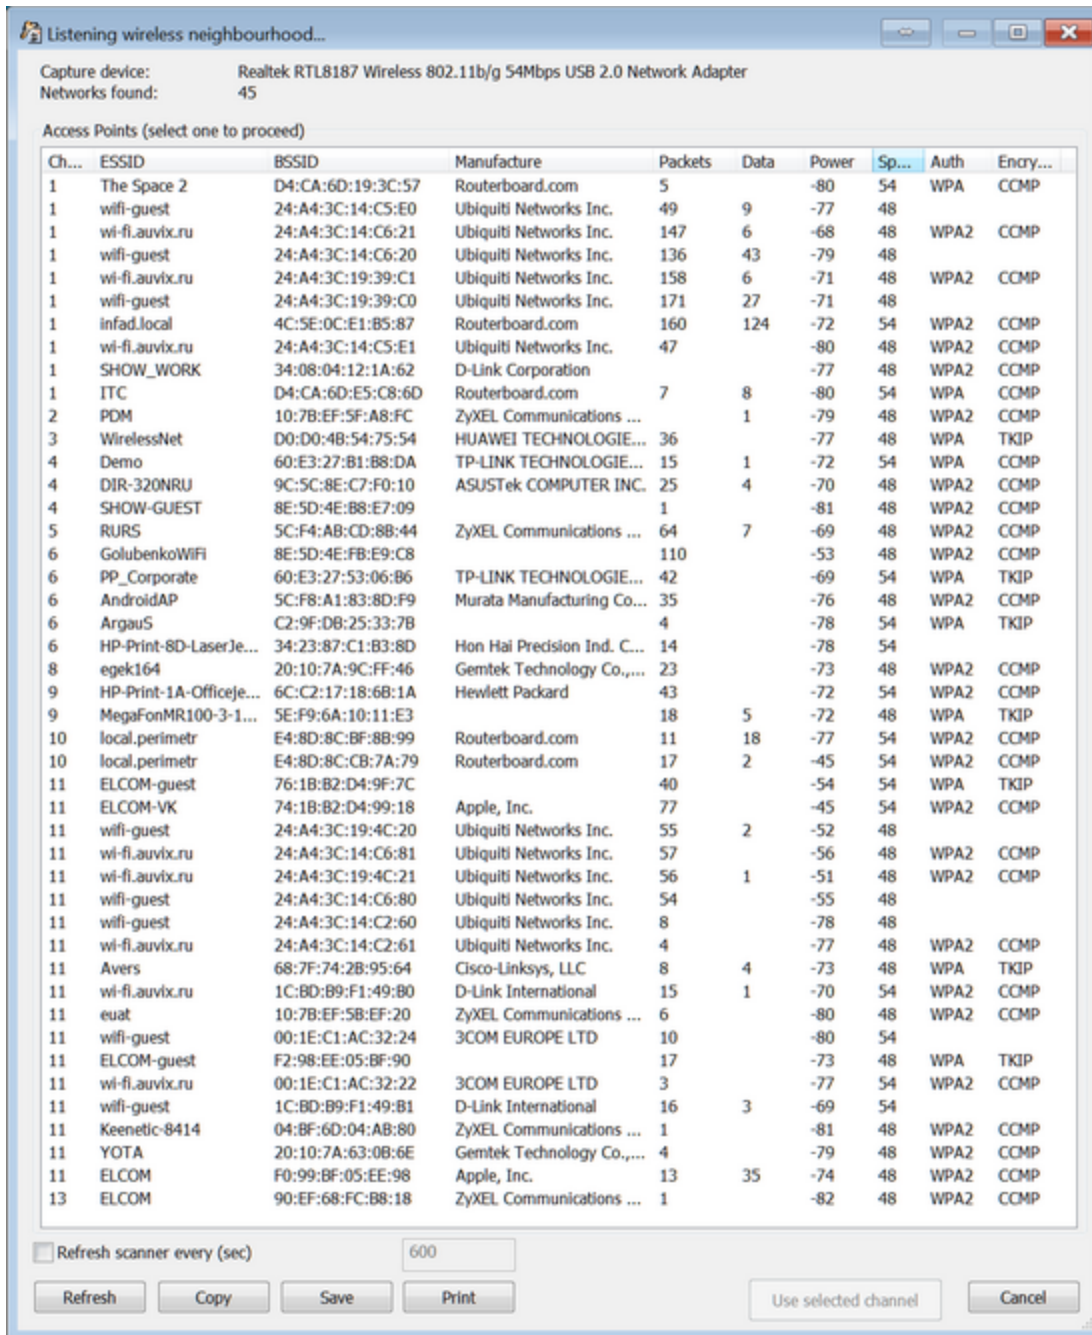 Listening wireless neighbourhood...
Capture device: Realtek RTL8187 Wireless 802.11b/g 54Mbps USB 2.0 Network Adapter
Networks found: 45
Access Points (select one to proceed)
Ch... ESSID BSSID Manufacture Packets Data Power Sp... Auth Encry...
1 The Space 2 D4:CA:6D:19:3C:57 Routerboard.com 5 -80 54 WPA CCMP
1 wifi-guest 24:A4:3C:14:C5:E0 Ubiquiti Networks Inc. 49 9 -77 48
1 wi-fi.auvix.ru 24:A4:3C:14:C6:21 Ubiquiti Networks Inc. 147 6 -68 48 WPA2 CCMP
1 wifi-guest 24:A4:3C:14:C6:20 Ubiquiti Networks Inc. 136 43 -79 48
1 wi-fi.auvix.ru 24:A4:3C:19:39:C1 Ubiquiti Networks Inc. 158 6 -71 48 WPA2 CCMP
1 wifi-guest 24:A4:3C:19:39:C0 Ubiquiti Networks Inc. 171 27 -71 48
1 infad.local 4C:5E:0C:E1:B5:87 Routerboard.com 160 124 -72 54 WPA2 CCMP
1 wi-fi.auvix.ru 24:A4:3C:14:C5:E1 Ubiquiti Networks Inc. 47 -80 48 WPA2 CCMP
1 SHOW_WORK 34:08:04:12:1A:62 D-Link Corporation -77 48 WPA2 CCMP
1 ITC D4:CA:6D:E5:C8:6D Routerboard.com 7 8 -80 54 WPA CCMP
2 PDM 10:7B:EF:5F:A8:FC ZyXEL Communications ... 1 -79 48 WPA2 CCMP
3 WirelessNet D0:D0:4B:54:75:54 HUAWEI TECHNOLOGIE... 36 -77 48 WPA TKIP
4 Demo 60:E3:27:B1:B8:DA TP-LINK TECHNOLOGIE... 15 1 -72 54 WPA CCMP
4 DIR-320NRU 9C:5C:8E:C7:F0:10 ASUSTek COMPUTER INC. 25 4 -70 48 WPA2 CCMP
4 SHOW-GUEST 8E:5D:4E:B8:E7:09 1 -81 48 WPA2 CCMP
5 RURS 5C:F4:AB:CD:8B:44 ZyXEL Communications ... 64 7 -69 48 WPA2 CCMP
6 GolubenkoWiFi 8E:5D:4E:FB:E9:C8 110 -53 48 WPA2 CCMP
6 PP_Corporate 60:E3:27:53:06:B6 TP-LINK TECHNOLOGIE... 42 -69 54 WPA TKIP
6 AndroidAP 5C:F8:A1:83:8D:F9 Murata Manufacturing Co... 35 -76 48 WPA2 CCMP
6 ArgauS C2:9F:DB:25:33:7B 4 -78 54 WPA TKIP
6 HP-Print-8D-LaserJe... 34:23:87:C1:B3:8D Hon Hai Precision Ind. C... 14 -78 54
8 egek164 20:10:7A:9C:FF:46 Gemtek Technology Co.,... 23 -73 48 WPA2 CCMP
9 HP-Print-1A-Officeje... 6C:C2:17:18:6B:1A Hewlett Packard 43 -72 54 WPA2 CCMP
9 MegaFonMR100-3-1... 5E:F9:6A:10:11:E3 18 5 -72 48 WPA TKIP
10 local.perimetr E4:8D:8C:BF:8B:99 Routerboard.com 11 18 -77 54 WPA2 CCMP
10 local.perimetr E4:8D:8C:CB:7A:79 Routerboard.com 17 2 -45 54 WPA2 CCMP
11 ELCOM-guest 76:1B:B2:D4:9F:7C 40 -54 54 WPA TKIP
11 ELCOM-VK 74:1B:B2:D4:99:18 Apple, Inc. 77 -45 54 WPA2 CCMP
11 wifi-guest 24:A4:3C:19:4C:20 Ubiquiti Networks Inc. 55 2 -52 48
11 wi-fi.auvix.ru 24:A4:3C:14:C6:81 Ubiquiti Networks Inc. 57 -56 48 WPA2 CCMP
11 wi-fi.auvix.ru 24:A4:3C:19:4C:21 Ubiquiti Networks Inc. 56 1 -51 48 WPA2 CCMP
11 wifi-guest 24:A4:3C:14:C6:80 Ubiquiti Networks Inc. 54 -55 48
11 wifi-guest 24:A4:3C:14:C2:60 Ubiquiti Networks Inc. 8 -78 48
11 wi-fi.auvix.ru 24:A4:3C:14:C2:61 Ubiquiti Networks Inc. 4 -77 48 WPA2 CCMP
11 Avers 68:7F:74:2B:95:64 Cisco-Linksys, LLC 8 4 -73 48 WPA TKIP
11 wi-fi.auvix.ru 1C:BD:B9:F1:49:B0 D-Link International 15 1 -70 54 WPA2 CCMP
11 euat 10:7B:EF:5B:EF:20 ZyXEL Communications ... 6 -80 48 WPA2 CCMP
11 wifi-guest 00:1E:C1:AC:32:24 3COM EUROPE LTD 10 -80 54
11 ELCOM-guest F2:98:EE:05:BF:90 17 -73 48 WPA TKIP
11 wi-fi.auvix.ru 00:1E:C1:AC:32:22 3COM EUROPE LTD 3 -77 54 WPA2 CCMP
11 wifi-guest 1C:BD:B9:F1:49:B1 D-Link International 16 3 -69 54
11 Keenetic-8414 04:BF:6D:04:AB:80 ZyXEL Communications ... 1 -81 48 WPA2 CCMP
11 YOTA 20:10:7A:63:0B:6E Gemtek Technology Co.,... 4 -79 48 WPA2 CCMP
11 ELCOM F0:99:BF:05:EE:98 Apple, Inc. 13 35 -74 48 WPA2 CCMP
13 ELCOM 90:EF:68:FC:B8:18 ZyXEL Communications ... 1 -82 48 WPA2 CCMP
Refresh scanner every (sec) 600
Refresh Copy Save Print Use selected channel Cancel